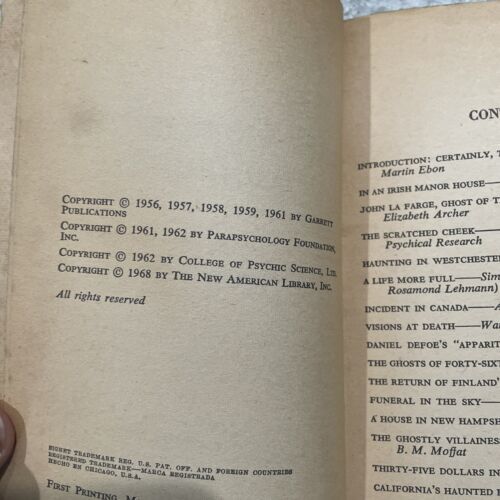 COPYRIGHT © 1956, 1957, 1958, 1959, 1961 BY GARRETT
PUBLICATIONS
COPYRIGHT © 1961, 1962 BY PARAPSYCHOLOGY FOUNDATION,
INC.
COPYRIGHT © 1962 BY COLLEGE OF PSYCHIC SCIENCE, LTD.
COPYRIGHT © 1968 BY THE NEW AMERICAN LIBRARY, INC.
All rights reserved
SIGNET TRADEMARK REG. U.S. PAT. OFF. AND FOREIGN COUNTRIES
REGISTERED TRADEMARK—MARCA REGISTRADA
HECHO EN CHICAGO, U.S.A.
FIRST PRINTING, M
CON
INTRODUCTION: CERTAINLY, T
Martin Ebon
IN AN IRISH MANOR HOUSE—
JOHN LA FARGE, GHOST OF T
Elizabeth Archer
THE SCRATCHED CHEEK—
Psychical Research
HAUNTING IN WESTCHESTER
A LIFE MORE FULL—Sim
Rosamond Lehmann)
INCIDENT IN CANADA—A
VISIONS AT DEATH—Wa
DANIEL DEFOE'S "APPARIT
THE GHOSTS OF FORTY-SIXT
THE RETURN OF FINLAND'
FUNERAL IN THE SKY—
A HOUSE IN NEW HAMPSH
THE GHOSTLY VILLAINESS
B. M. Moffat
THIRTY-FIVE DOLLARS IN
CALIFORNIA'S HAUNTED